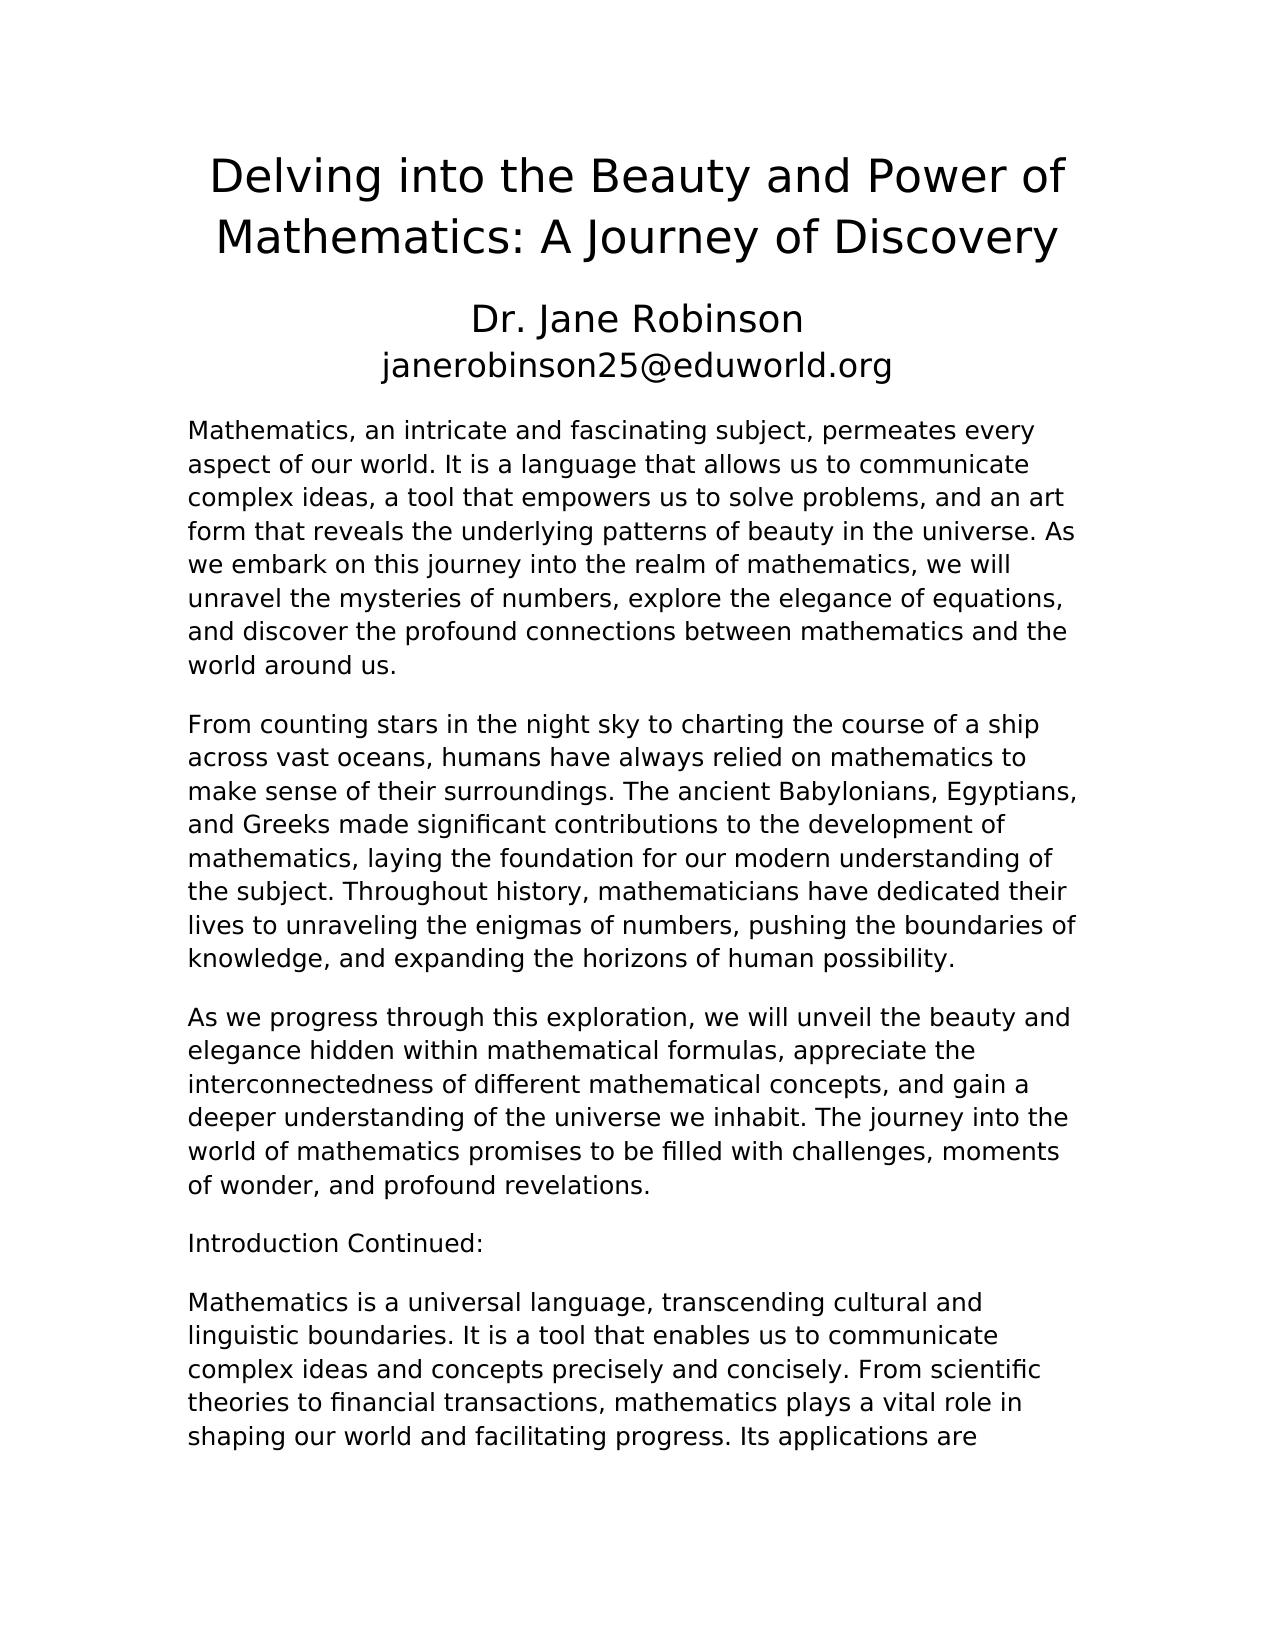 Delving into the Beauty and Power of
Mathematics: A Journey of Discovery
Dr. Jane Robinson
janerobinson25@eduworld.org
Mathematics, an intricate and fascinating subject, permeates every
aspect of our world. It is a language that allows us to communicate
complex ideas, a tool that empowers us to solve problems, and an art
form that reveals the underlying patterns of beauty in the universe. As
we embark on this journey into the realm of mathematics, we will
unravel the mysteries of numbers, explore the elegance of equations,
and discover the profound connections between mathematics and the
world around us.
From counting stars in the night sky to charting the course of a ship
across vast oceans, humans have always relied on mathematics to
make sense of their surroundings. The ancient Babylonians, Egyptians,
and Greeks made significant contributions to the development of
mathematics, laying the foundation for our modern understanding of
the subject. Throughout history, mathematicians have dedicated their
lives to unraveling the enigmas of numbers, pushing the boundaries of
knowledge, and expanding the horizons of human possibility.
As we progress through this exploration, we will unveil the beauty and
elegance hidden within mathematical formulas, appreciate the
interconnectedness of different mathematical concepts, and gain a
deeper understanding of the universe we inhabit. The journey into the
world of mathematics promises to be filled with challenges, moments
of wonder, and profound revelations.
Introduction Continued:
Mathematics is a universal language, transcending cultural and
linguistic boundaries. It is a tool that enables us to communicate
complex ideas and concepts precisely and concisely. From scientific
theories to financial transactions, mathematics plays a vital role in
shaping our world and facilitating progress. Its applications are